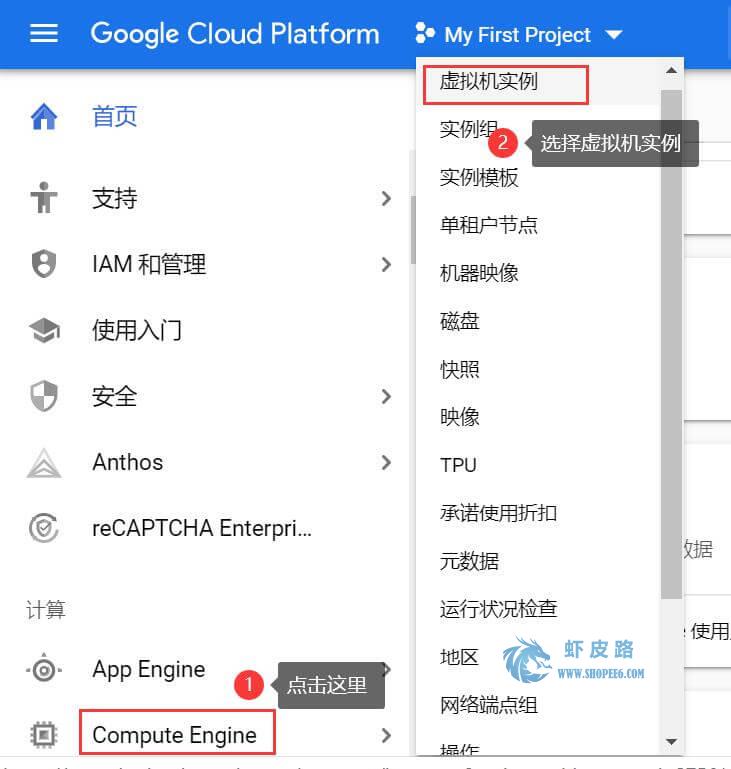 Google Cloud Platform
My First Project
首页
支持
IAM 和管理
使用入门
安全
Anthos
reCAPTCHA Enterpri...
计算
App Engine
1
点击这里
Compute Engine
虚拟机实例
实例组
2
选择虚拟机实例
实例模板
单租户节点
机器映像
磁盘
快照
映像
TPU
承诺使用折扣
元数据
运行状况检查
地区
网络端点组
操作
数据
使用
虾皮路
WWW.SHOPEE6.COM